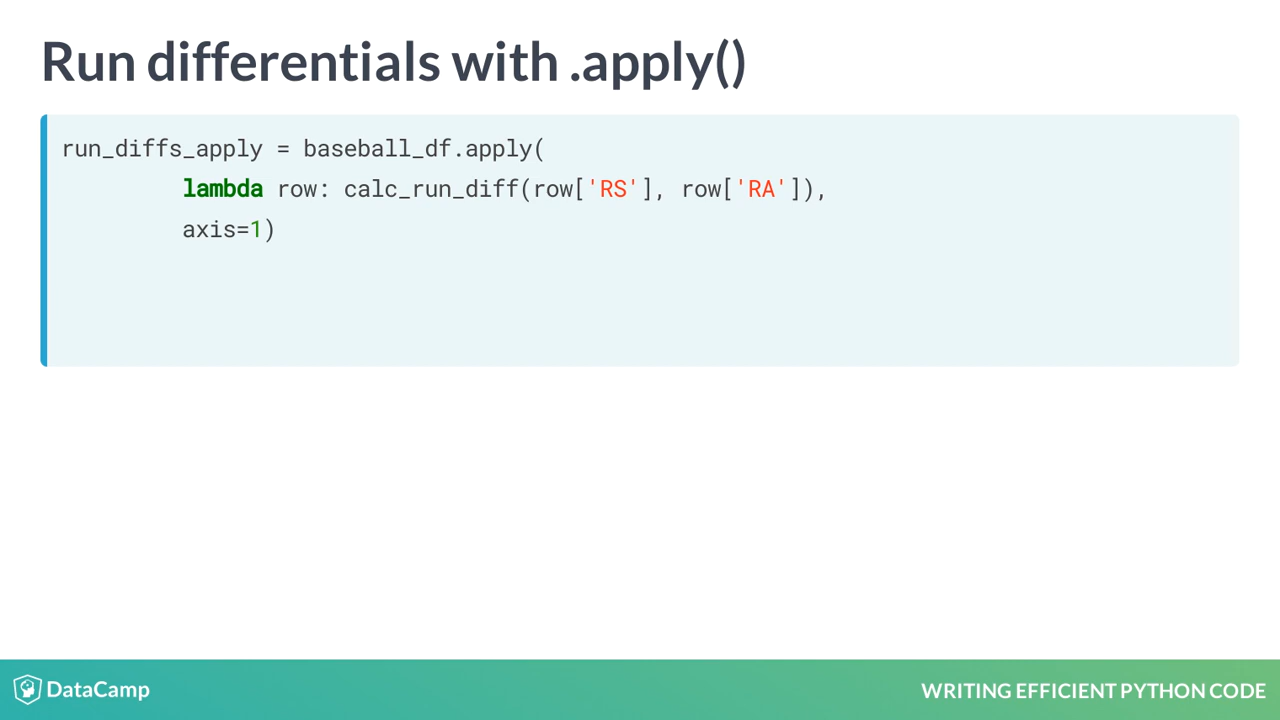 Run differentials with .apply()
run_diffs_apply = baseball_df.apply(
        lambda row: calc_run_diff(row['RS'], row['RA']),
        axis=1)
DataCamp
WRITING EFFICIENT PYTHON CODE